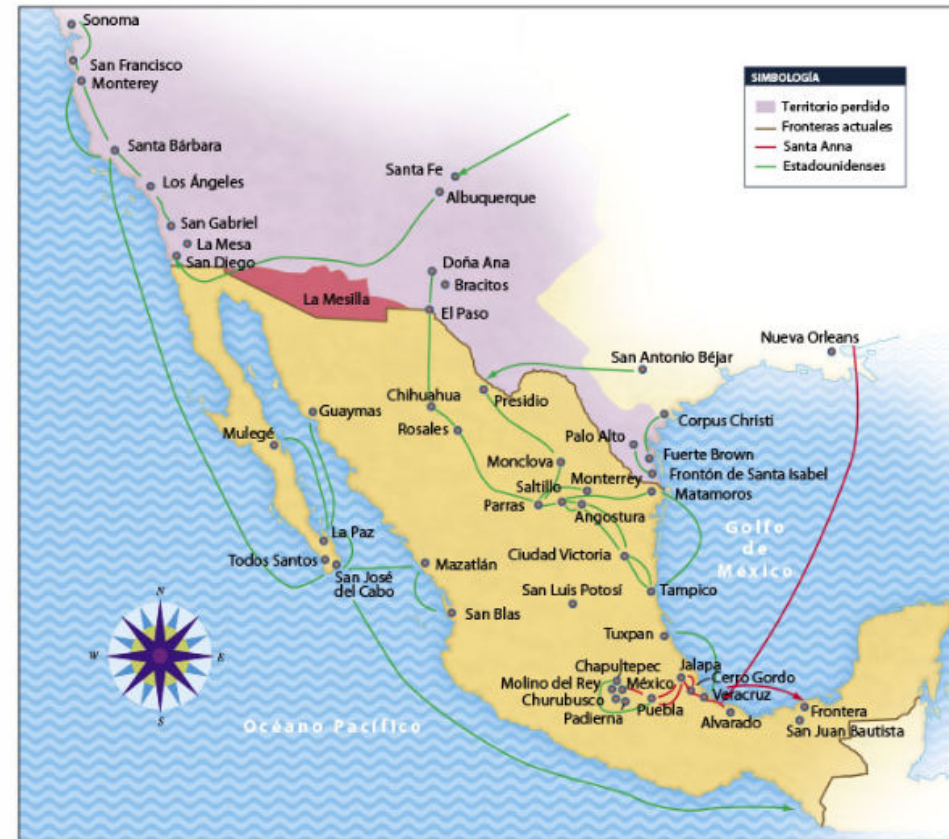 Sonoma
San Francisco
Monterey
Santa Bárbara
Los Ángeles
San Gabriel
La Mesa
San Diego
Santa Fe
Albuquerque
SIMBOLOGÍA
Territorio perdido
Fronteras actuales
Santa Anna
Estadounidenses
La Mesilla
Doña Ana
Bracitos
El Paso
Nueva Orleans
San Antonio Béjar
Chihuahua
Presidio
Corpus Christi
Guaymas
Rosales
Palo Alto
Mulegé
Fuerte Brown
Monclova
Frontón de Santa Isabel
Saltillo
Monterrey
Matamoros
Parras
Angostura
Golfo
de
México
La Paz
Ciudad Victoria
Todos Santos
San José
del Cabo
Mazatlán
San Luis Potosí
Tampico
San Blas
Tuxpan
N
W
E
S
Chapultepec
Jalapa
Molino del Rey
México
Cerro Gordo
Churubusco
Veracruz
Padierna
Puebla
Alvarado
Frontera
San Juan Bautista
Océano Pacífico